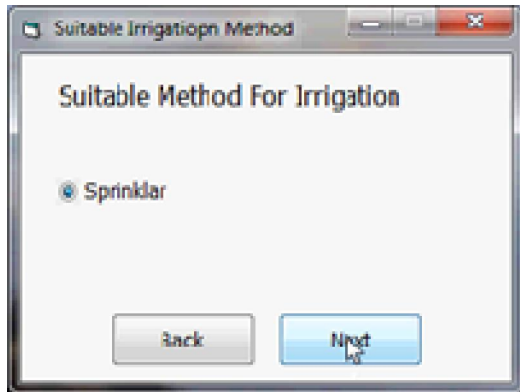 Suitable Irrigatiopn Method
Suitable Method For Irrigation
Sprinklar
Back
Next